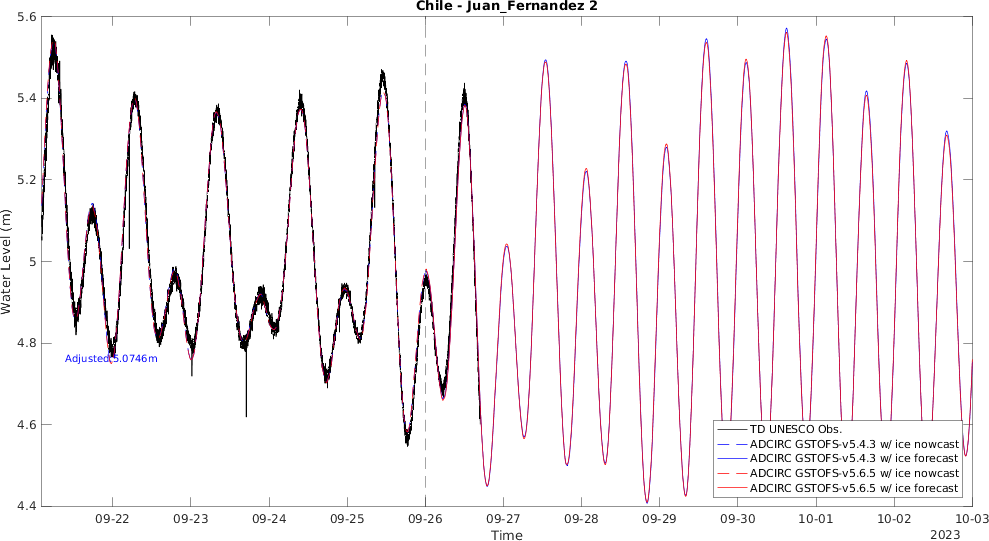 Chile - Juan_Fernandez 2
Water Level (m)
5.6
5.4
5.2
5
4.8
4.6
4.4
Adjusted 5.0746m
TD UNESCO Obs.
ADCIRC GSTOFS-v5.4.3 w/ ice nowcast
ADCIRC GSTOFS-v5.4.3 w/ ice forecast
ADCIRC GSTOFS-v5.6.5 w/ ice nowcast
ADCIRC GSTOFS-v5.6.5 w/ ice forecast
09-22 09-23 09-24 09-25 09-26 09-27 09-28 09-29 09-30 10-01 10-02 10-03
Time
2023